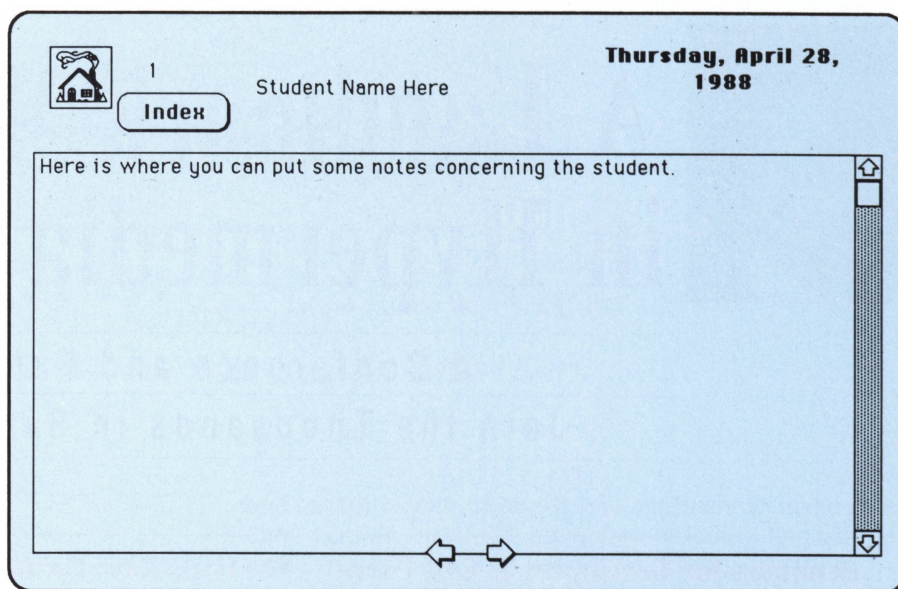 1
Student Name Here
Thursday, April 28,
1988
Index
Here is where you can put some notes concerning the student.